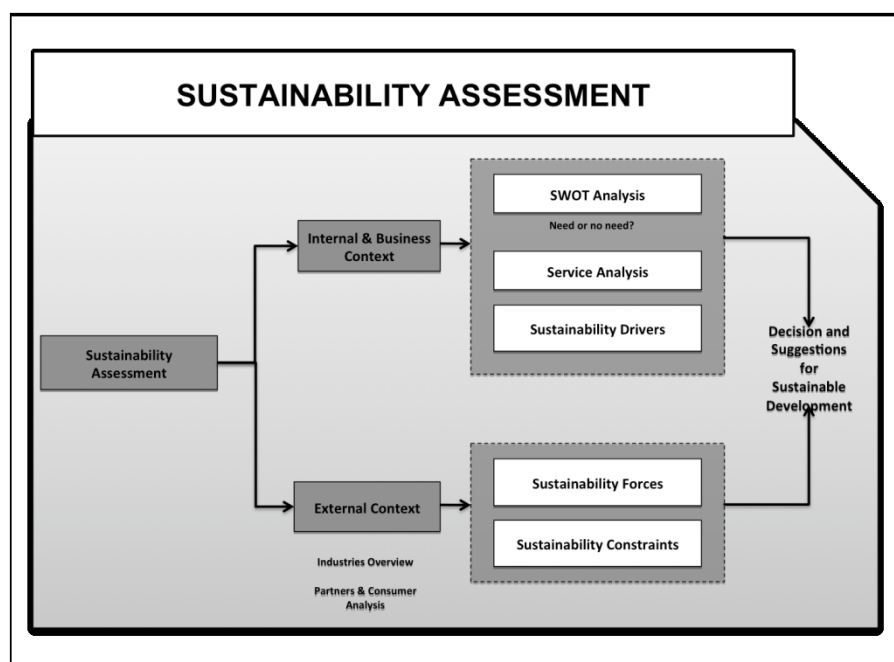 SUSTAINABILITY ASSESSMENT
SWOT Analysis
Need or no need?
Internal & Business
Context
Service Analysis
Sustainability Drivers
Sustainability
Assessment
Decision and
Suggestions
for
Sustainable
Development
External Context
Industries Overview
Partners & Consumer
Analysis
Sustainability Forces
Sustainability Constraints